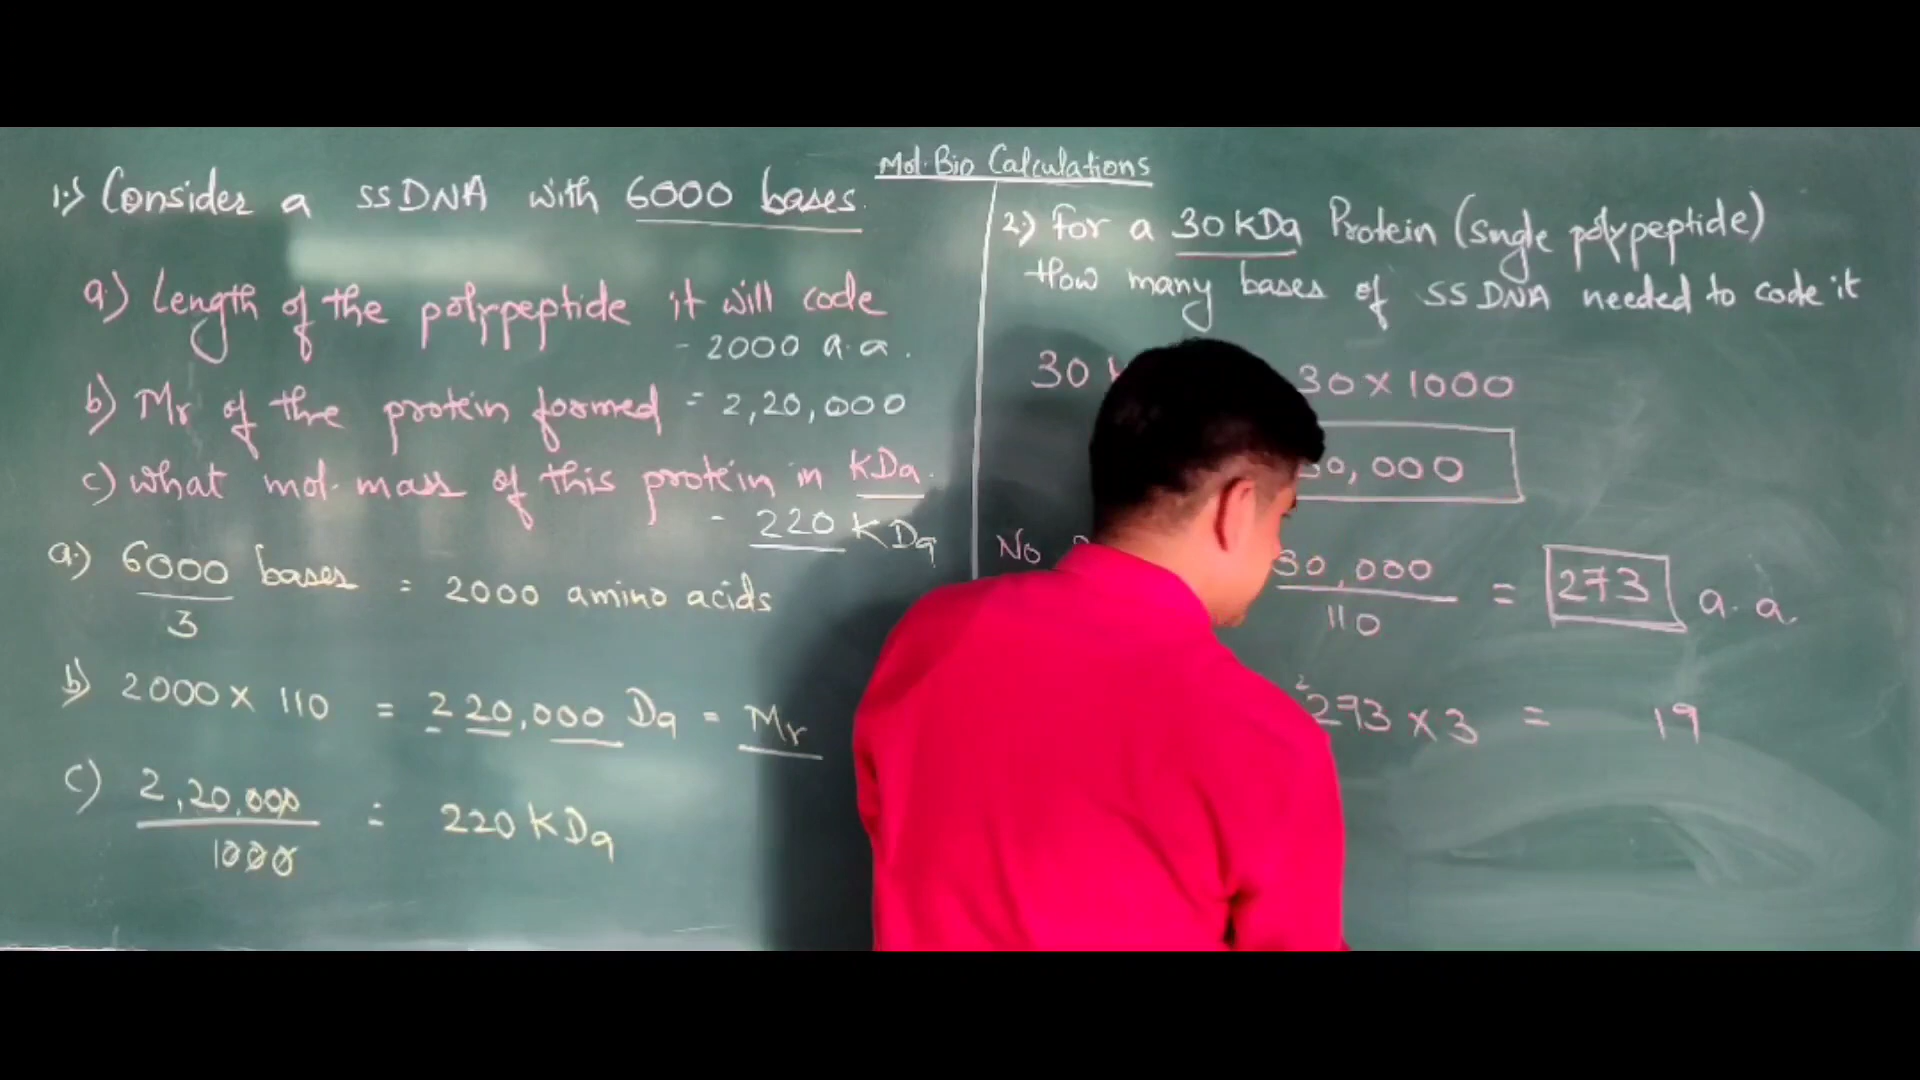 Mol. Bio Calculations
1.) Consider a ssDNA with 6000 bases.
a.) Length of the polypeptide it will code
- 2000 a.a.
b) Mr of the protein formed = 2,20,000
c) what mol. mass of this protein in KDa.
- 220 KDa
a.) 6000 bases = 2000 amino acids
3
b) 2000 x 110 = 220,000 Da = Mr
c) 2,20,000 = 220 KDa
1000
2.) For a 30 KDa Protein (single polypeptide)
How many bases of SS DNA needed to code it
30 30 x 1000
30,000
No 30,000 = 273 a.a.
110
2
273 x 3 = 19